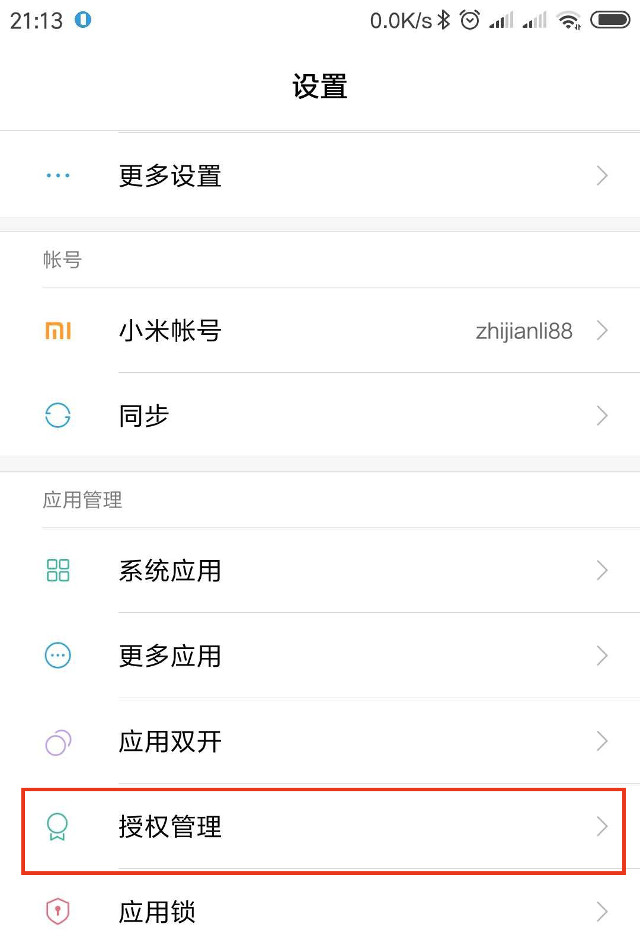 21:13 0.0K/s
设置
更多设置
帐号
小米帐号 zhijianli88
同步
应用管理
系统应用
更多应用
应用双开
授权管理
应用锁